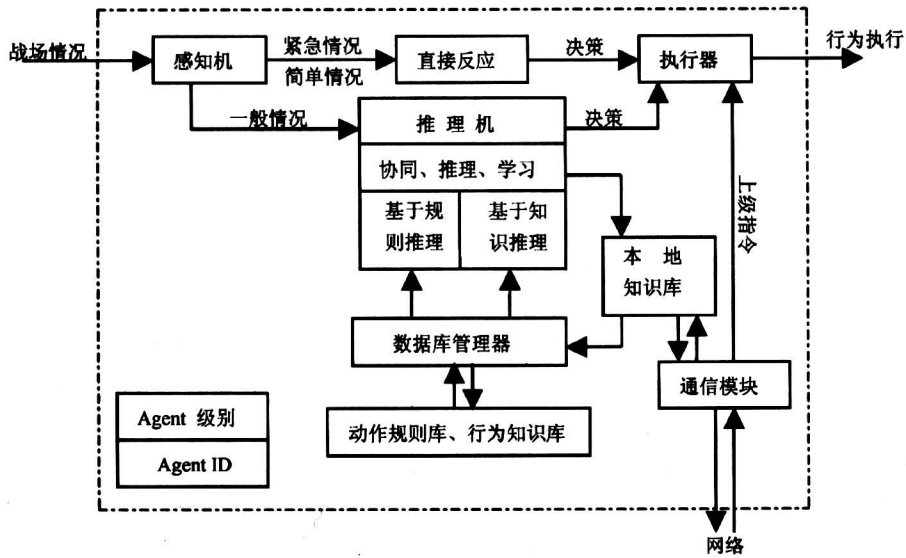 战场情况
感知机
紧急情况
简单情况
直接反应
决策
执行器
行为执行
一般情况
推 理 机
决策
协同、推理、学习
基于规
则推理
基于知
识推理
上级指令
本 地
知识库
数据库管理器
通信模块
Agent 级别
Agent ID
动作规则库、行为知识库
网络